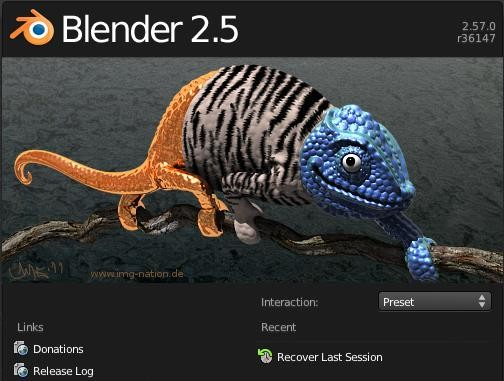 Blender 2.5
2.57.0
r36147
www.img-nation.de
Interaction:
Preset
Links
Recent
Donations
Recover Last Session
Release Log